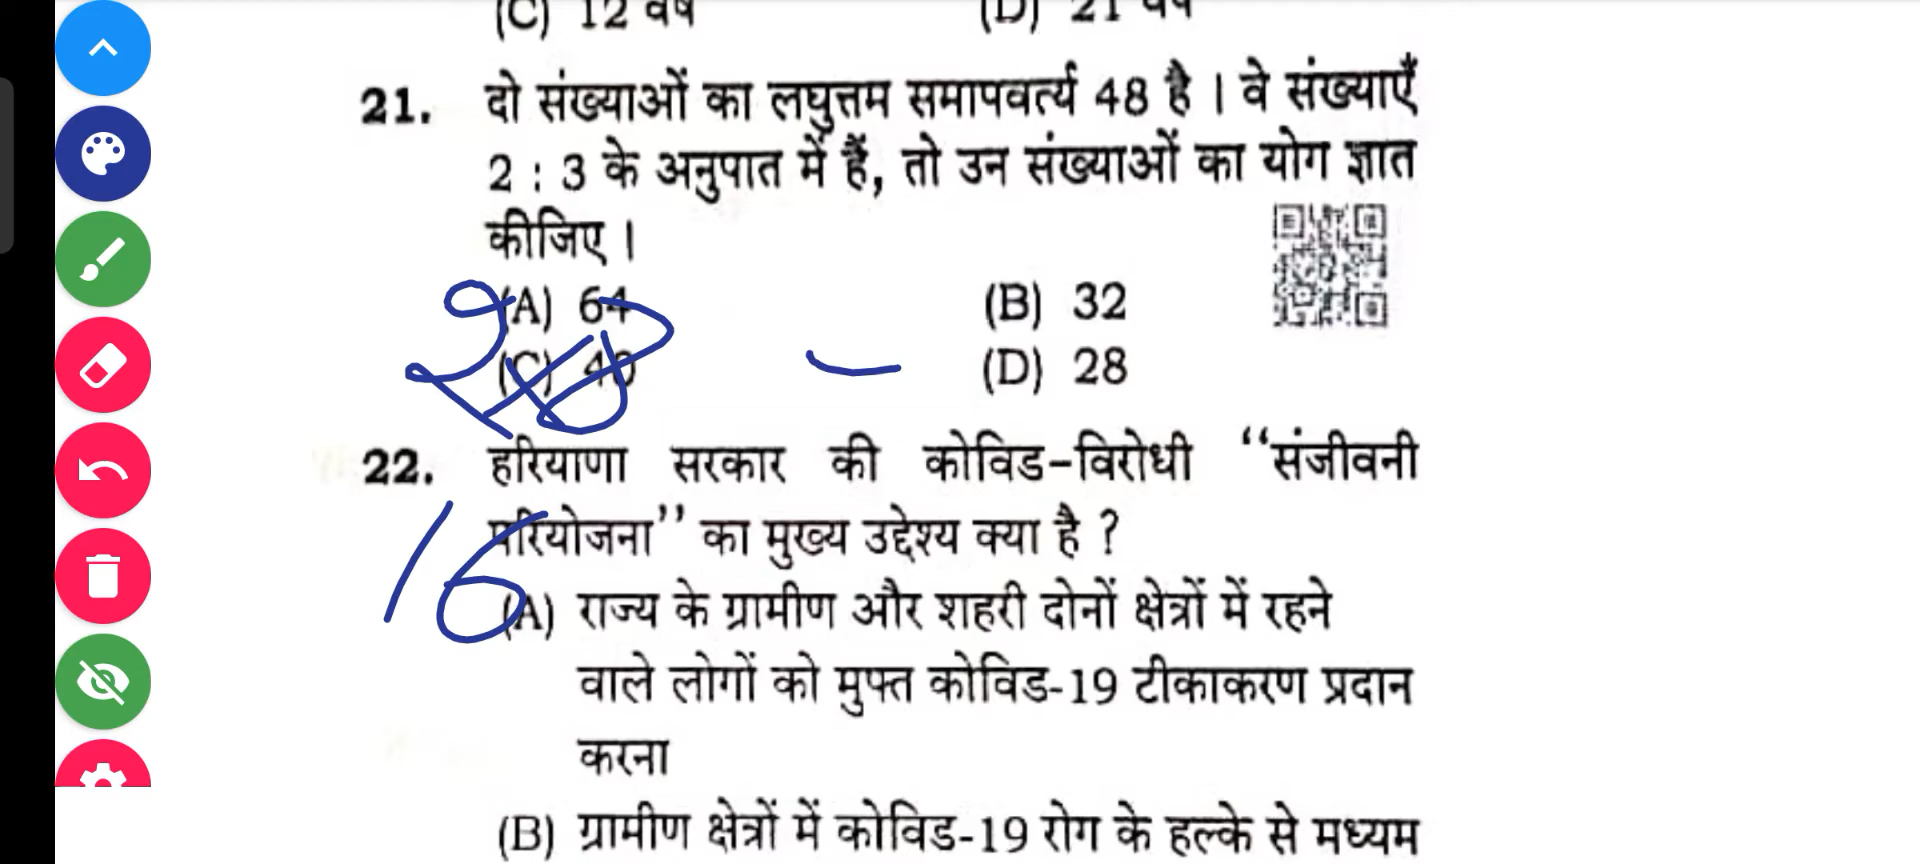 (C) 12 वर्ष (D) 21 वर्ष
21. दो संख्याओं का लघुत्तम समापवर्त्य 48 है । वे संख्याएँ
2 : 3 के अनुपात में हैं, तो उन संख्याओं का योग ज्ञात
कीजिए ।
(A) 64 (B) 32
(C) 40 (D) 28
22. हरियाणा सरकार की कोविड-विरोधी “संजीवनी
परियोजना” का मुख्य उद्देश्य क्या है ?
16
(A) राज्य के ग्रामीण और शहरी दोनों क्षेत्रों में रहने
वाले लोगों को मुफ्त कोविड-19 टीकाकरण प्रदान
करना
(B) ग्रामीण क्षेत्रों में कोविड-19 रोग के हल्के से मध्यम